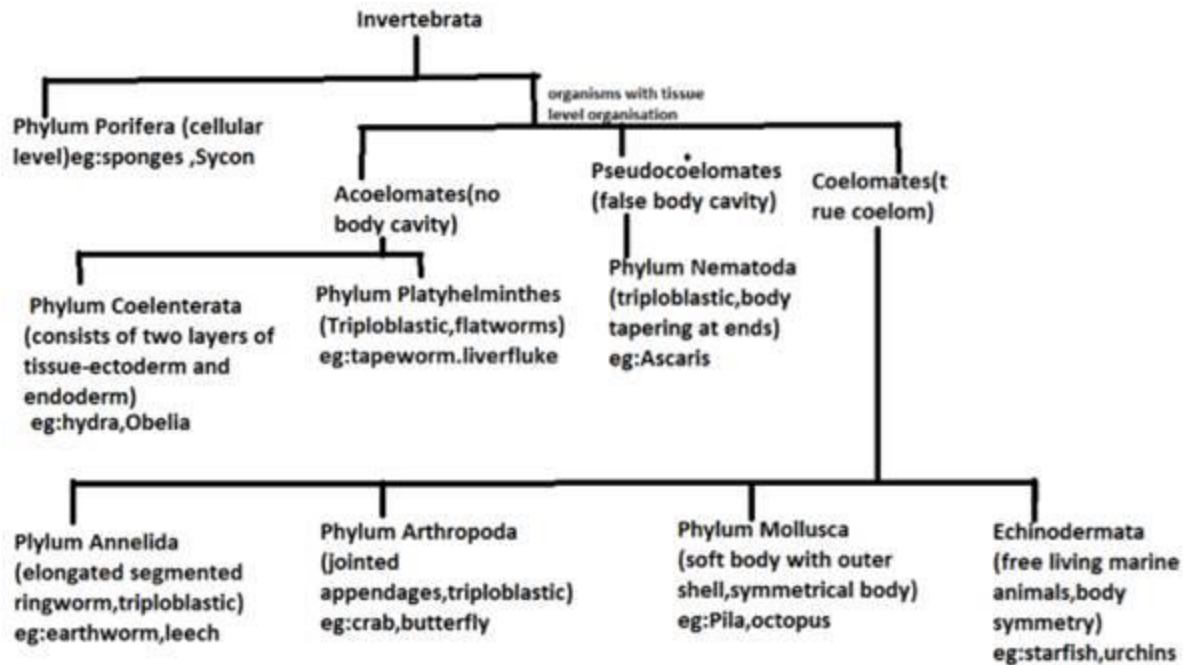 Invertebrata
organisms with tissue
level organisation
Phylum Porifera (cellular
level)eg:sponges ,Sycon
Acoelomates(no
body cavity)
Pseudocoelomates
(false body cavity)
Coelomates(t
rue coelom)
Phylum Coelenterata
(consists of two layers of
tissue-ectoderm and
endoderm)
eg:hydra,Obelia
Phylum Platyhelminthes
(Triploblastic,flatworms)
eg:tapeworm.liverfluke
Phylum Nematoda
(triploblastic,body
tapering at ends)
eg:Ascaris
Plylum Annelida
(elongated segmented
ringworm,triploblastic)
eg:earthworm,leech
Phylum Arthropoda
(jointed
appendages,triploblastic)
eg:crab,butterfly
Phylum Mollusca
(soft body with outer
shell,symmetrical body)
eg:Pila,octopus
Echinodermata
(free living marine
animals,body
symmetry)
eg:starfish,urchins